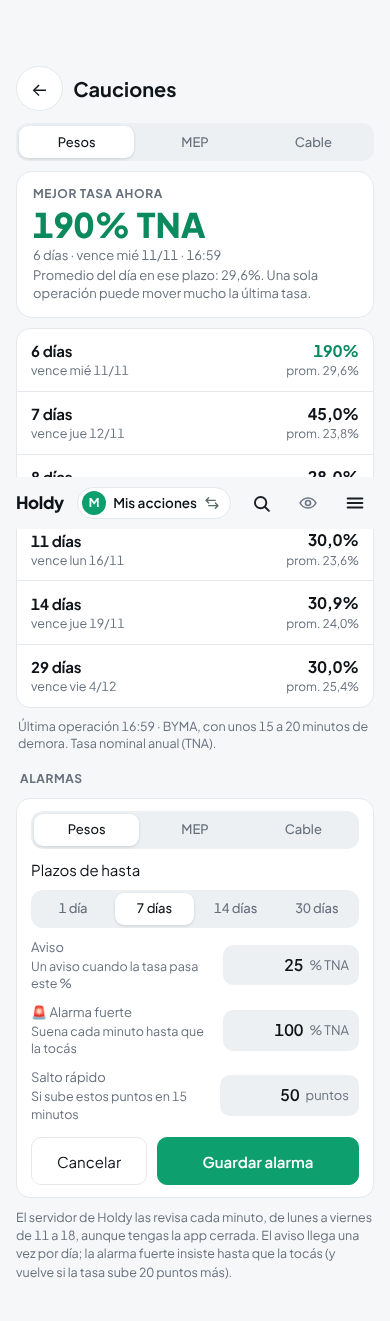 Cauciones
Pesos MEP Cable
MEJOR TASA AHORA
190% TNA
6 días · vence mié 11/11 · 16:59
Promedio del día en ese plazo: 29,6%. Una sola
operación puede mover mucho la última tasa.
6 días 190%
vence mié 11/11 prom. 29,6%
7 días 45,0%
vence jue 12/11 prom. 23,8%
8 días 28,0%
Holdy M Mis acciones
11 días 30,0%
vence lun 16/11 prom. 23,6%
14 días 30,9%
vence jue 19/11 prom. 24,0%
29 días 30,0%
vence vie 4/12 prom. 25,4%
Última operación 16:59 · BYMA, con unos 15 a 20 minutos de
demora. Tasa nominal anual (TNA).
ALARMAS
Pesos MEP Cable
Plazos de hasta
1 día 7 días 14 días 30 días
Aviso
Un aviso cuando la tasa pasa
este %
25 % TNA
🚨 Alarma fuerte
Suena cada minuto hasta que
la tocás
100 % TNA
Salto rápido
Si sube estos puntos en 15
minutos
50 puntos
Cancelar Guardar alarma
El servidor de Holdy las revisa cada minuto, de lunes a viernes
de 11 a 18, aunque tengas la app cerrada. El aviso llega una
vez por día; la alarma fuerte insiste hasta que la tocás (y
vuelve si la tasa sube 20 puntos más).